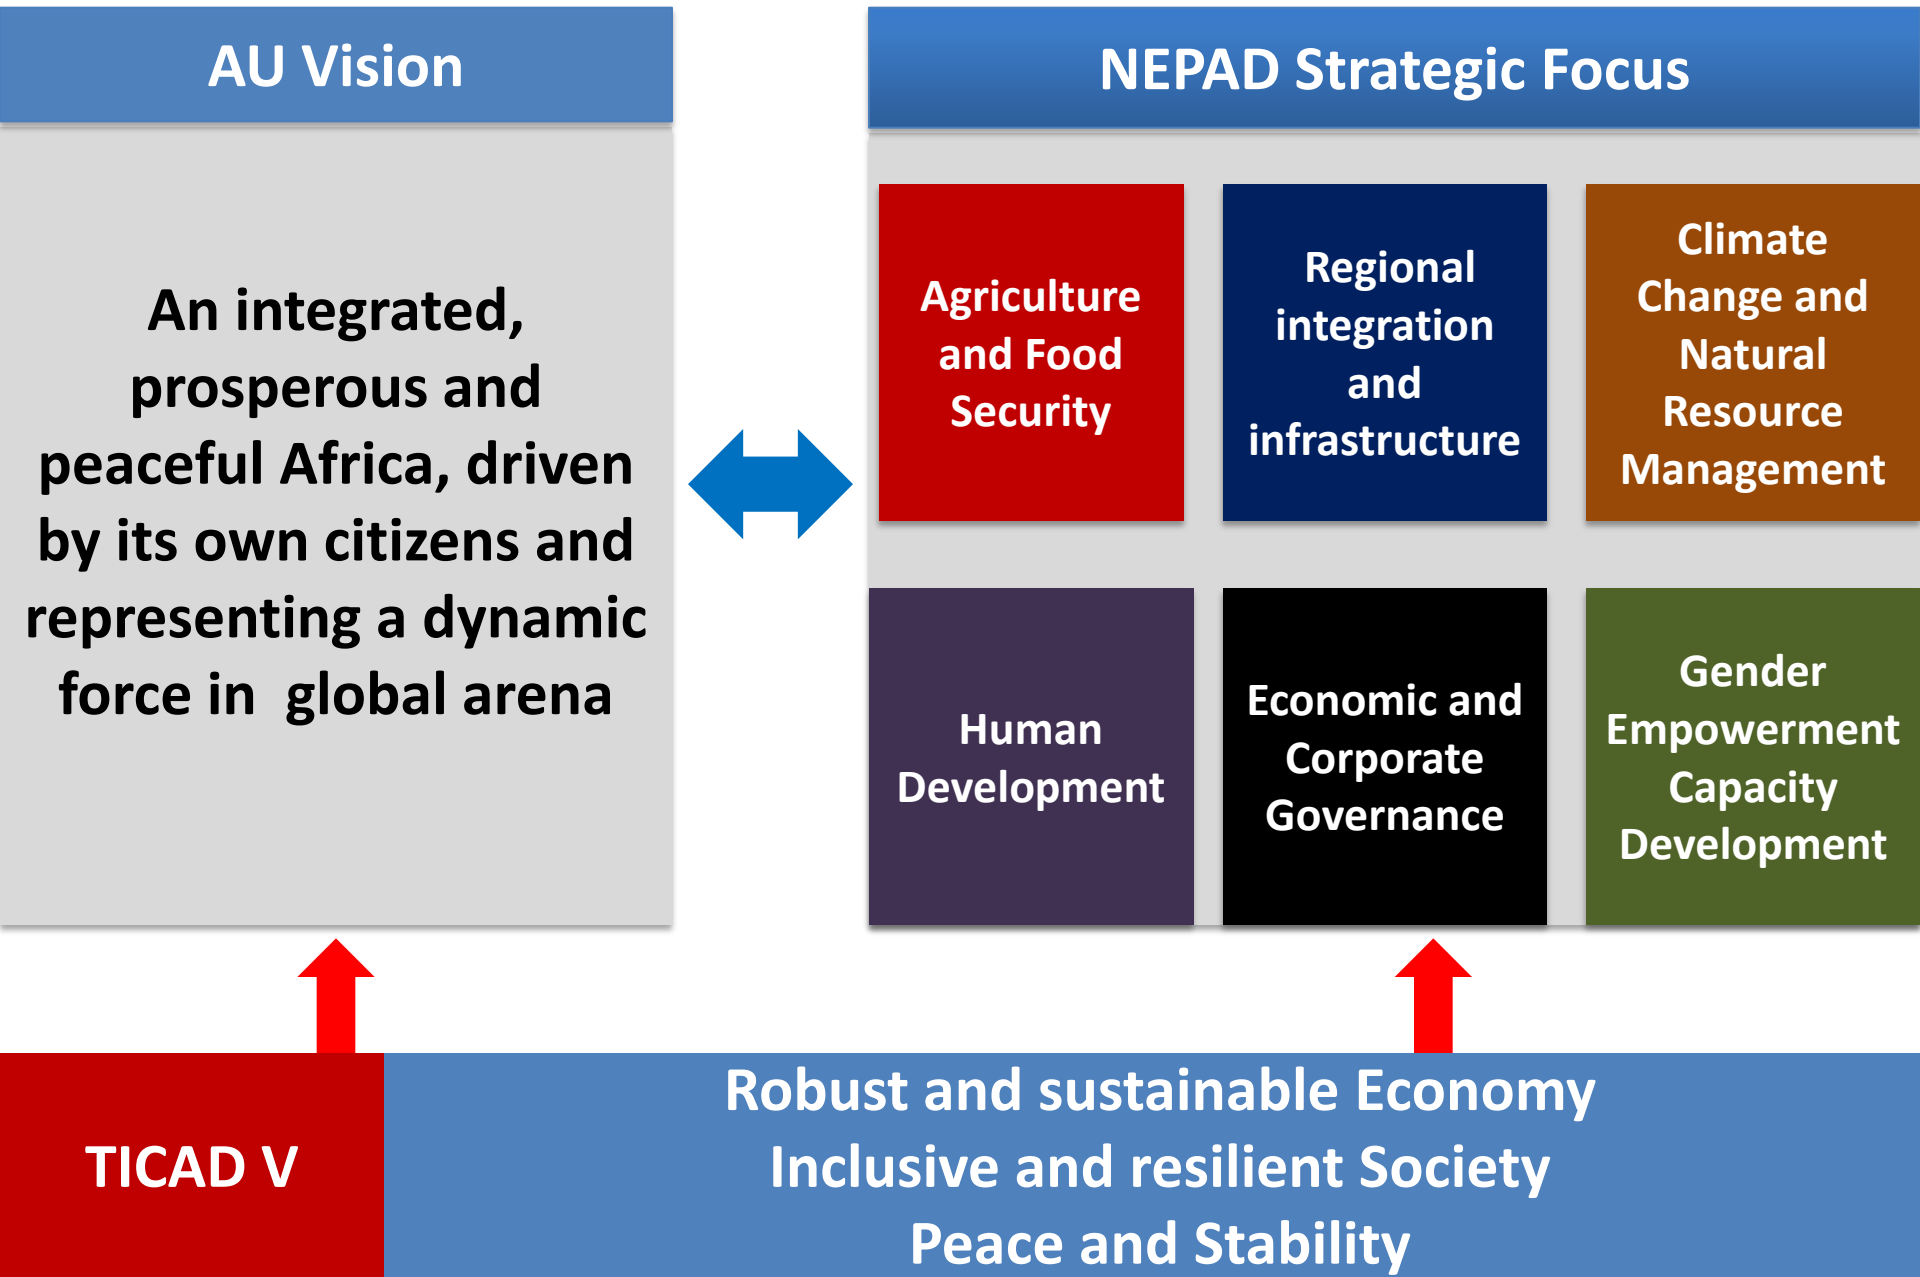 AU Vision
An integrated,
prosperous and
peaceful Africa, driven
by its own citizens and
representing a dynamic
force in  global arena
NEPAD Strategic Focus
Agriculture
and Food
Security
Regional
integration
and
infrastructure
Climate
Change and
Natural
Resource
Management
Human
Development
Economic and
Corporate
Governance
Gender
Empowerment
Capacity
Development
TICAD V
Robust and sustainable Economy
Inclusive and resilient Society
Peace and Stability